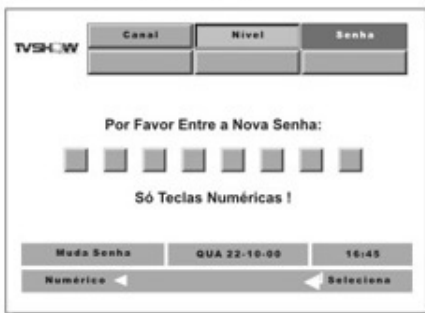 TVSHOW
Canal Nível Senha
Por Favor Entre a Nova Senha:
Só Teclas Numéricas !
Muda Senha QUA 22-10-00 16:45
Numérico Seleciona